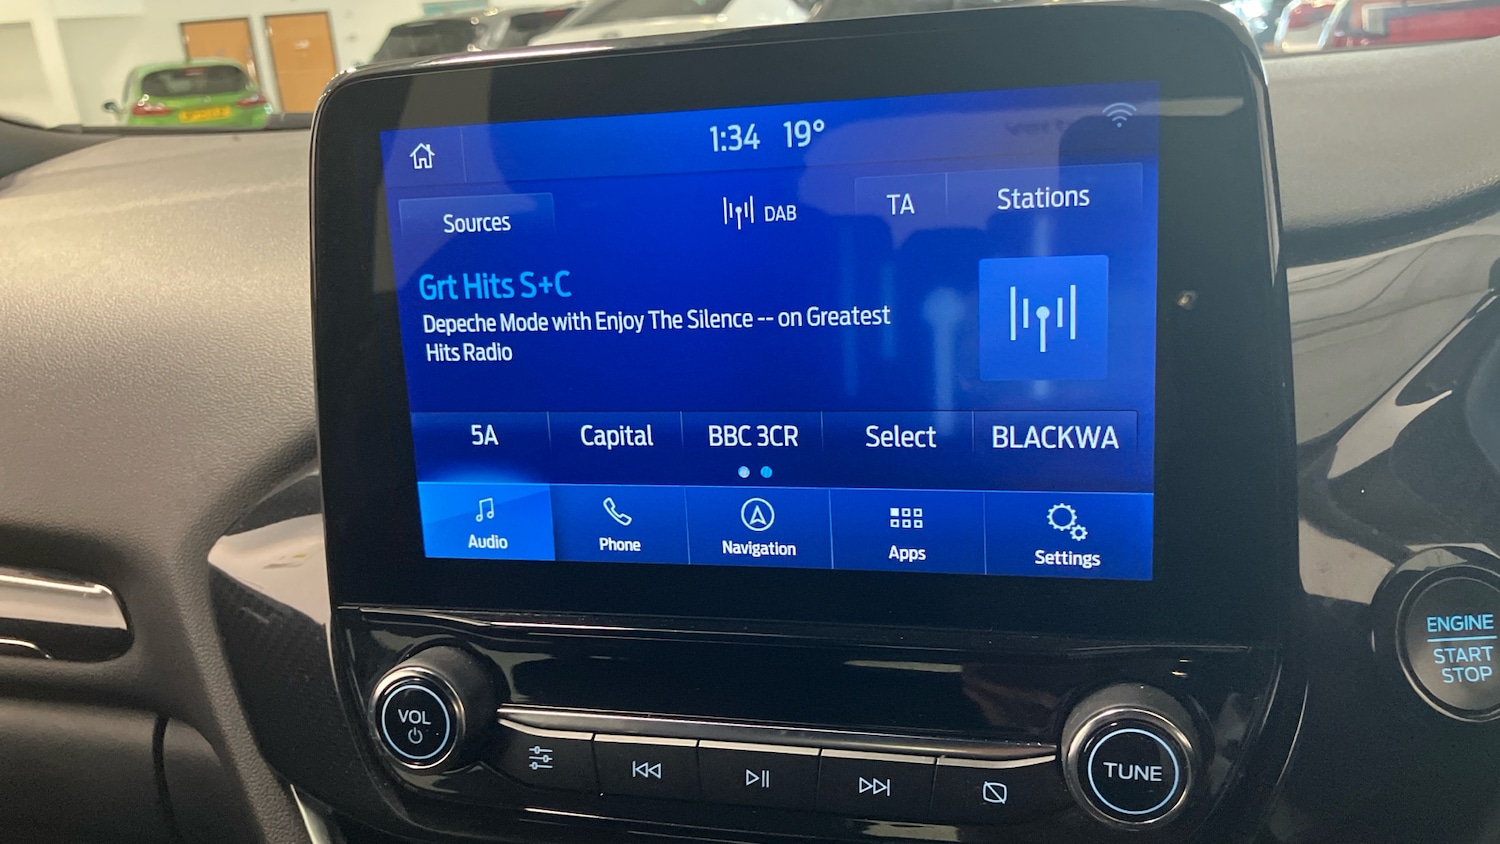 1:34 19°
Sources
DAB
TA
Stations
Grt Hits S+C
Depeche Mode with Enjoy The Silence -- on Greatest
Hits Radio
5A
Capital
BBC 3CR
Select
BLACKWA
Audio
Phone
Navigation
Apps
Settings
ENGINE
START
STOP
VOL
TUNE